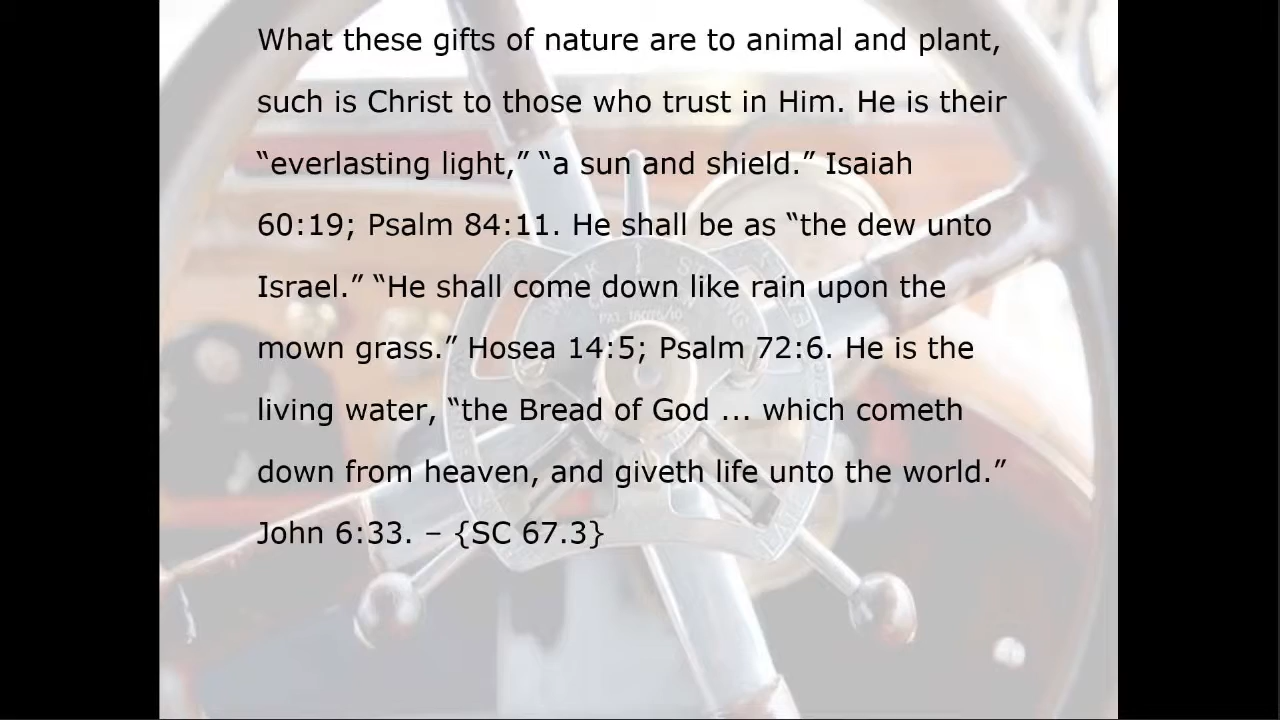 What these gifts of nature are to animal and plant,
such is Christ to those who trust in Him. He is their
“everlasting light,” “a sun and shield.” Isaiah
60:19; Psalm 84:11. He shall be as “the dew unto
Israel.” “He shall come down like rain upon the
mown grass.” Hosea 14:5; Psalm 72:6. He is the
living water, “the Bread of God ... which cometh
down from heaven, and giveth life unto the world.”
John 6:33. – {SC 67.3}